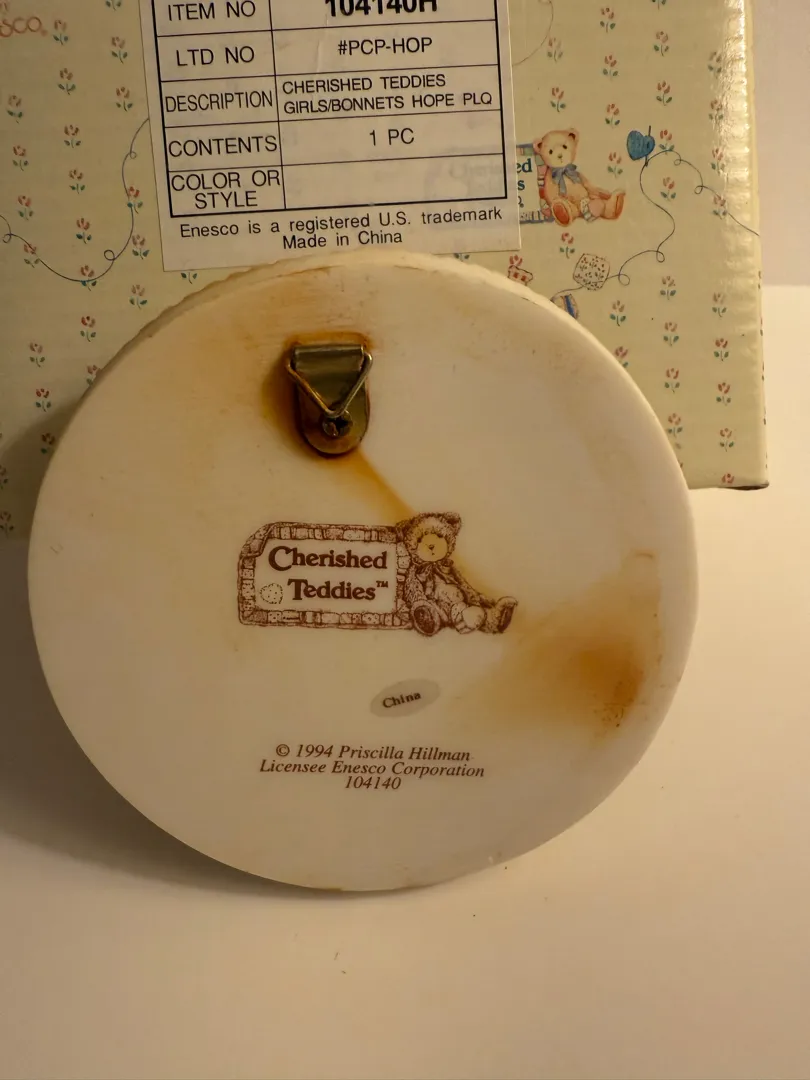 ITEM NO 104140H
LTD NO #PCP-HOP
DESCRIPTION CHERISHED TEDDIES
GIRLS/BONNETS HOPE PLQ
CONTENTS 1 PC
COLOR OR
STYLE
Enesco is a registered U.S. trademark
Made in China
Cherished
Teddies™
China
© 1994 Priscilla Hillman
Licensee Enesco Corporation
104140